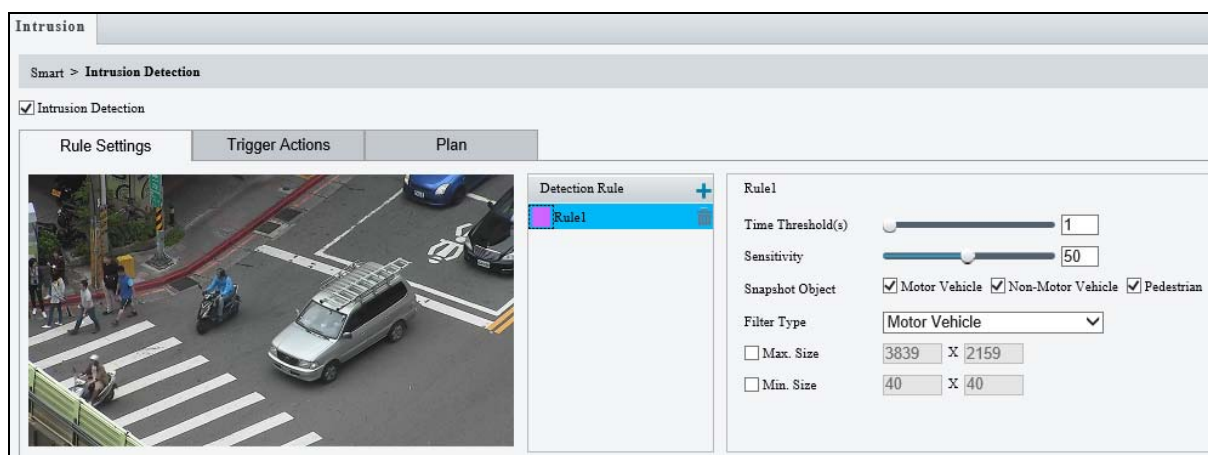 Intrusion
Smart > Intrusion Detection
Intrusion Detection
Rule Settings Trigger Actions Plan
Detection Rule
Rule1
Rule1
Time Threshold(s) 1
Sensitivity 50
Snapshot Object Motor Vehicle Non-Motor Vehicle Pedestrian
Filter Type Motor Vehicle
Max. Size 3839 X 2159
Min. Size 40 X 40